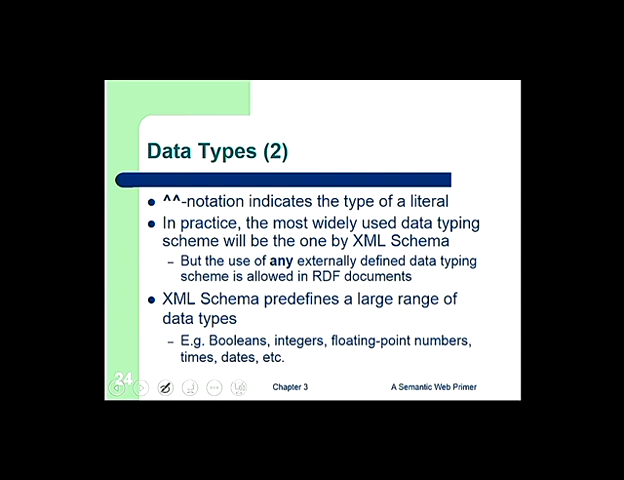 Data Types (2)
• ^^-notation indicates the type of a literal
• In practice, the most widely used data typing
scheme will be the one by XML Schema
– But the use of any externally defined data typing
scheme is allowed in RDF documents
• XML Schema predefines a large range of
data types
– E.g. Booleans, integers, floating-point numbers,
times, dates, etc.
24
Chapter 3
A Semantic Web Primer